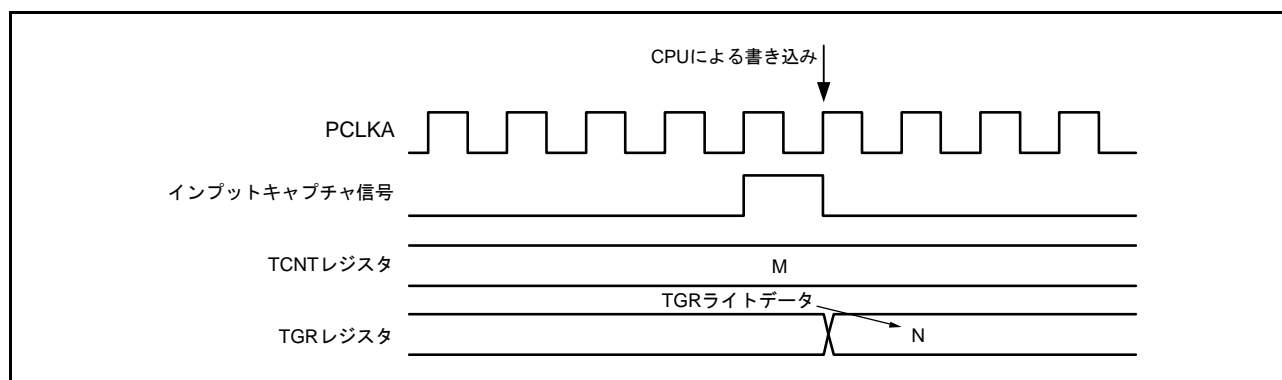 CPUによる書き込み
PCLKA
インプットキャプチャ信号
TCNTレジスタ
M
TGRライトデータ
TGRレジスタ
N